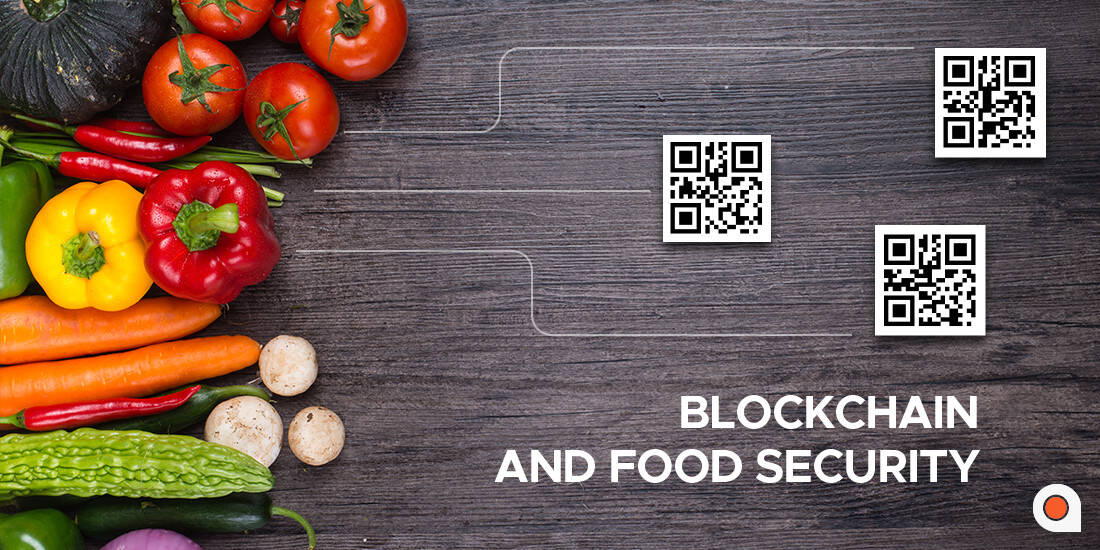 BLOCKCHAIN
AND FOOD SECURITY